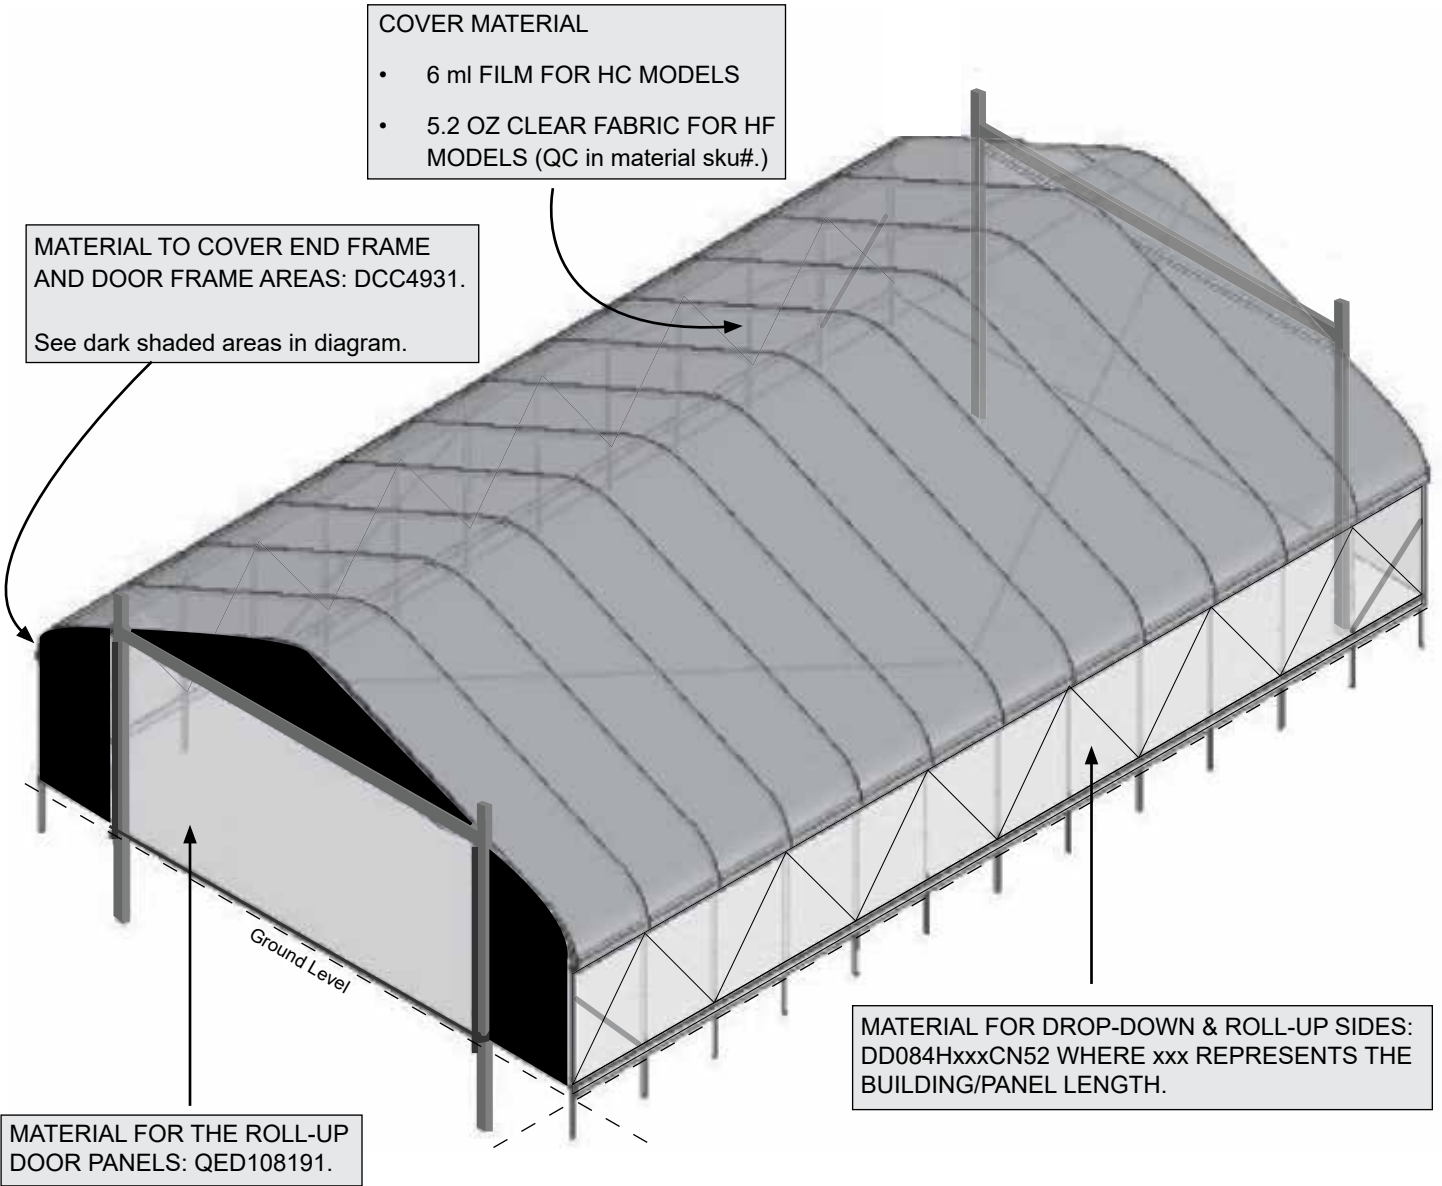 COVER MATERIAL
• 6 ml FILM FOR HC MODELS
• 5.2 OZ CLEAR FABRIC FOR HF
MODELS (QC in material sku#.)
MATERIAL TO COVER END FRAME
AND DOOR FRAME AREAS: DCC4931.
See dark shaded areas in diagram.
Ground Level
MATERIAL FOR DROP-DOWN & ROLL-UP SIDES:
DD084HxxxCN52 WHERE xxx REPRESENTS THE
BUILDING/PANEL LENGTH.
MATERIAL FOR THE ROLL-UP
DOOR PANELS: QED108191.